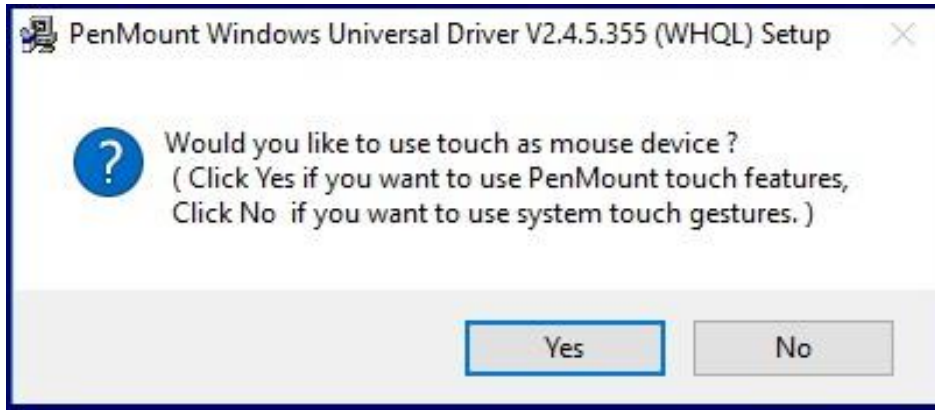 PenMount Windows Universal Driver V2.4.5.355 (WHQL) Setup
Would you like to use touch as mouse device ?
( Click Yes if you want to use PenMount touch features,
Click No  if you want to use system touch gestures. )
Yes
No